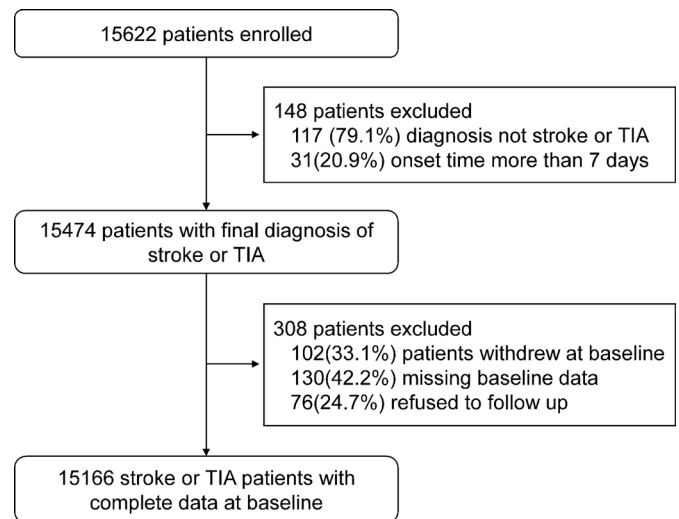 15622 patients enrolled
148 patients excluded
117 (79.1%) diagnosis not stroke or TIA
31(20.9%) onset time more than 7 days
15474 patients with final diagnosis of
stroke or TIA
308 patients excluded
102(33.1%) patients withdrew at baseline
130(42.2%) missing baseline data
76(24.7%) refused to follow up
15166 stroke or TIA patients with
complete data at baseline